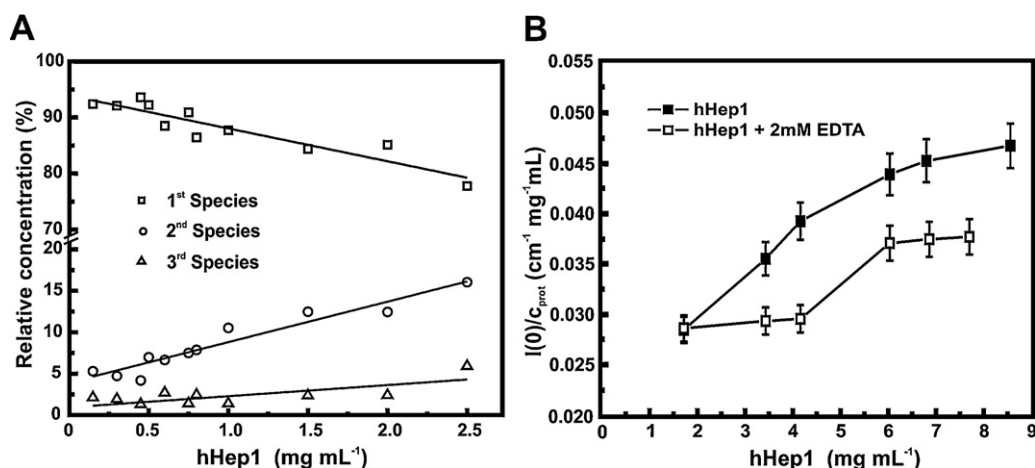 A
Relative concentration (%)
100
90
80
70
20
15
10
5
0
1st Species
2nd Species
3rd Species
0 0.5 1.0 1.5 2.0 2.5
hHep1 (mg mL-1)
B
I(0)/cprot (cm-1 mg-1mL)
0.055
0.050
0.045
0.040
0.035
0.030
0.025
0.020
hHep1
hHep1 + 2mM EDTA
0 1 2 3 4 5 6 7 8 9
hHep1 (mg mL-1)